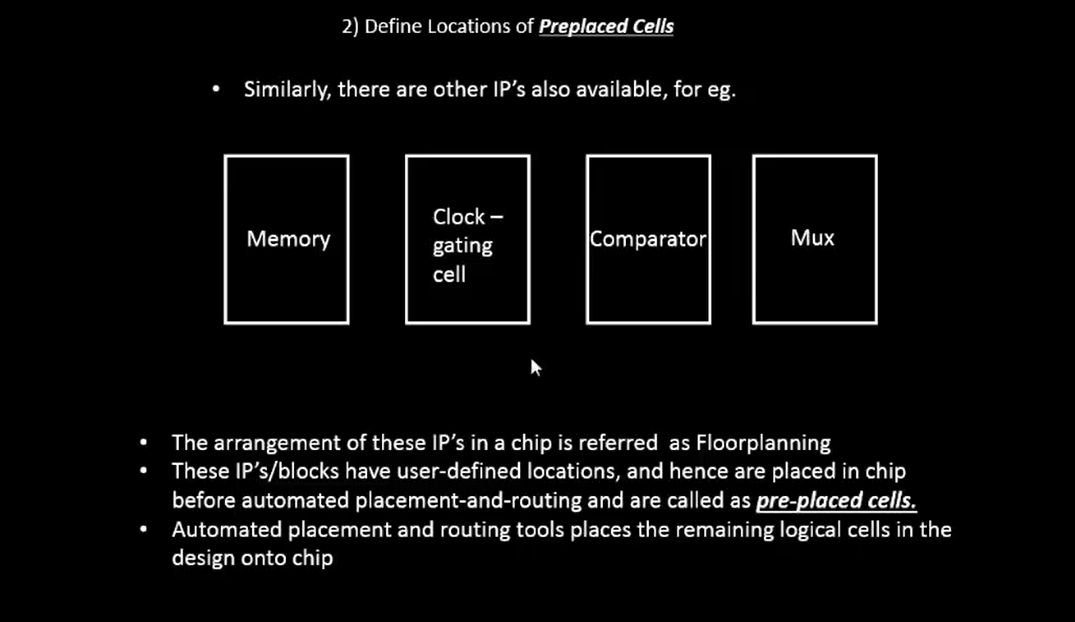 2) Define Locations of Preplaced Cells
• Similarly, there are other IP's also available, for eg.
Memory
Clock –
gating
cell
Comparator
Mux
• The arrangement of these IP's in a chip is referred as Floorplanning
• These IP's/blocks have user-defined locations, and hence are placed in chip
before automated placement-and-routing and are called as pre-placed cells.
• Automated placement and routing tools places the remaining logical cells in the
design onto chip